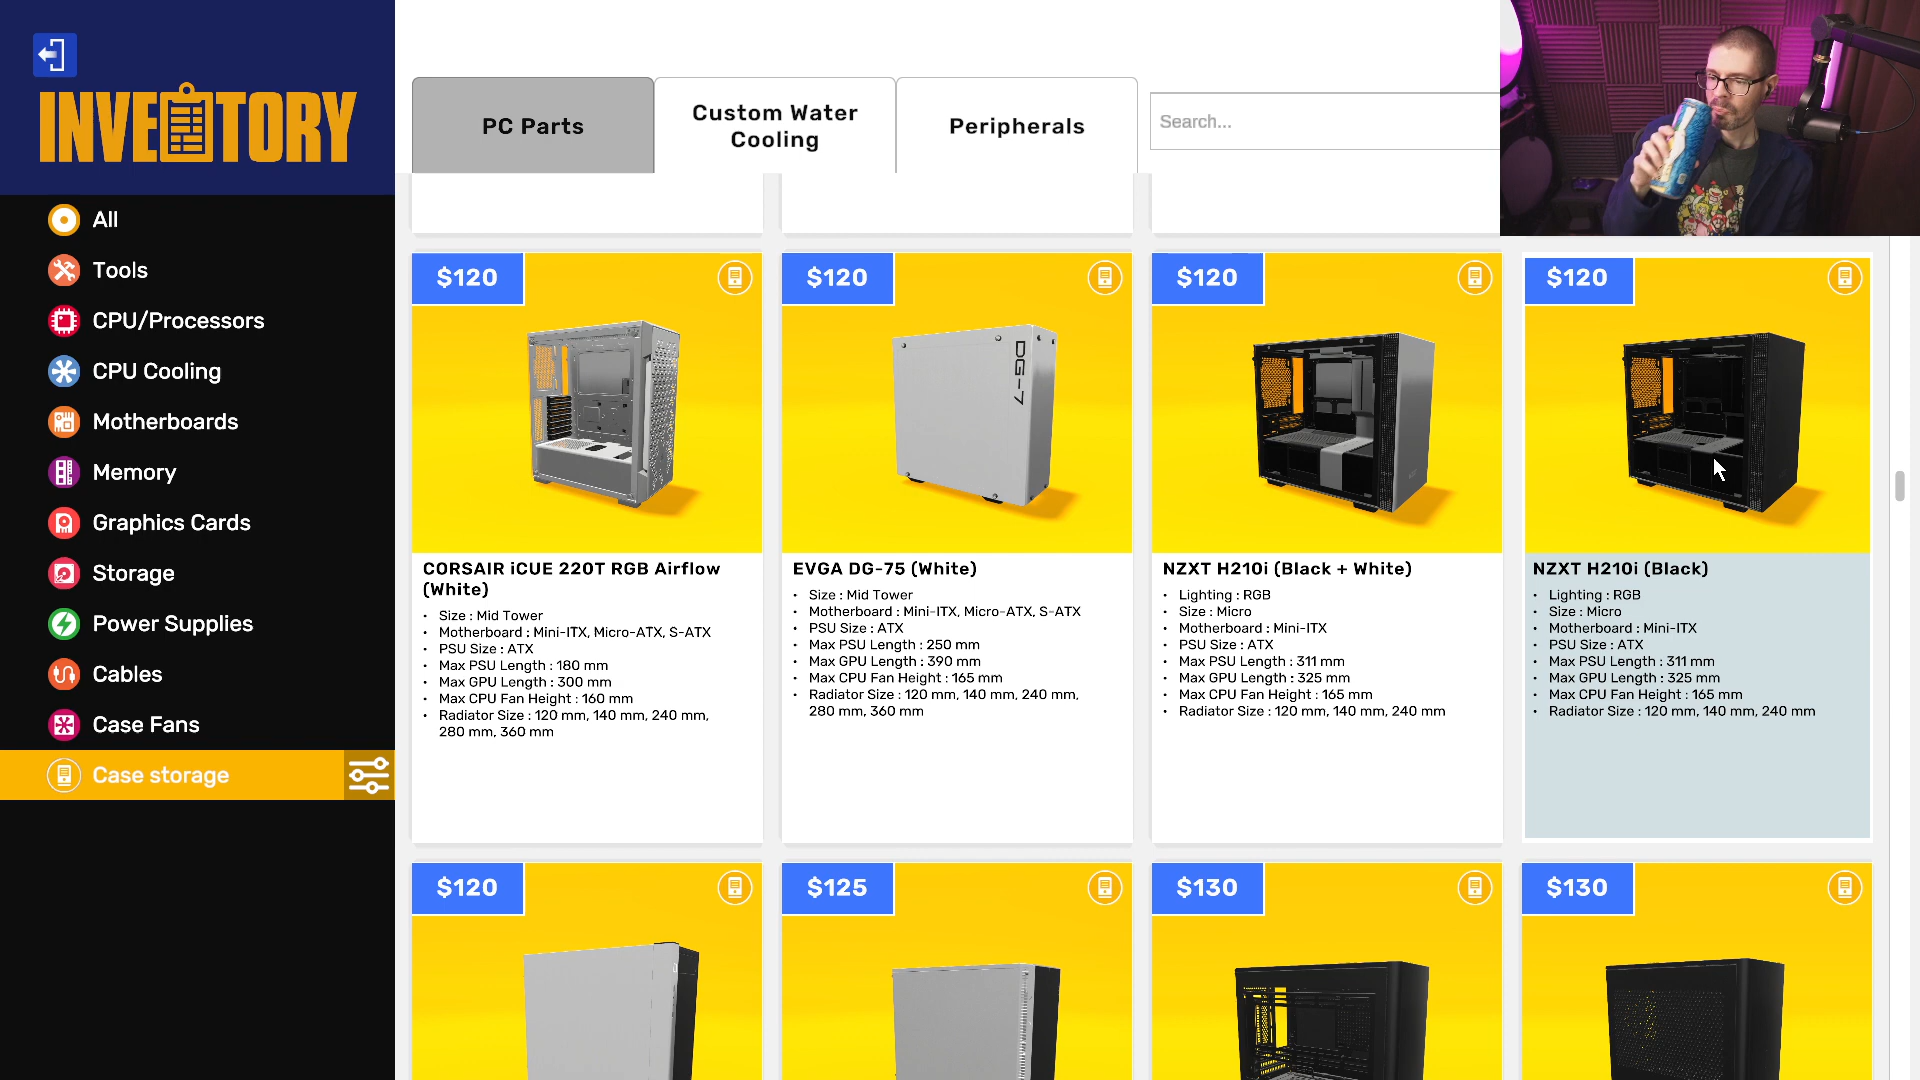 INVENTORY
PC Parts
Custom Water
Cooling
Peripherals
Search...
All
Tools
CPU/Processors
CPU Cooling
Motherboards
Memory
Graphics Cards
Storage
Power Supplies
Cables
Case Fans
Case storage
$120
CORSAIR iCUE 220T RGB Airflow
(White)
• Size : Mid Tower
• Motherboard : Mini-ITX, Micro-ATX, S-ATX
• PSU Size : ATX
• Max PSU Length : 180 mm
• Max GPU Length : 300 mm
• Max CPU Fan Height : 160 mm
• Radiator Size : 120 mm, 140 mm, 240 mm,
280 mm, 360 mm
$120
DG-7
EVGA DG-75 (White)
• Size : Mid Tower
• Motherboard : Mini-ITX, Micro-ATX, S-ATX
• PSU Size : ATX
• Max PSU Length : 250 mm
• Max GPU Length : 390 mm
• Max CPU Fan Height : 165 mm
• Radiator Size : 120 mm, 140 mm, 240 mm,
280 mm, 360 mm
$120
NZXT H210i (Black + White)
• Lighting : RGB
• Size : Micro
• Motherboard : Mini-ITX
• PSU Size : ATX
• Max PSU Length : 311 mm
• Max GPU Length : 325 mm
• Max CPU Fan Height : 165 mm
• Radiator Size : 120 mm, 140 mm, 240 mm
$120
NZXT H210i (Black)
• Lighting : RGB
• Size : Micro
• Motherboard : Mini-ITX
• PSU Size : ATX
• Max PSU Length : 311 mm
• Max GPU Length : 325 mm
• Max CPU Fan Height : 165 mm
• Radiator Size : 120 mm, 140 mm, 240 mm
$120
$125
$130
$130